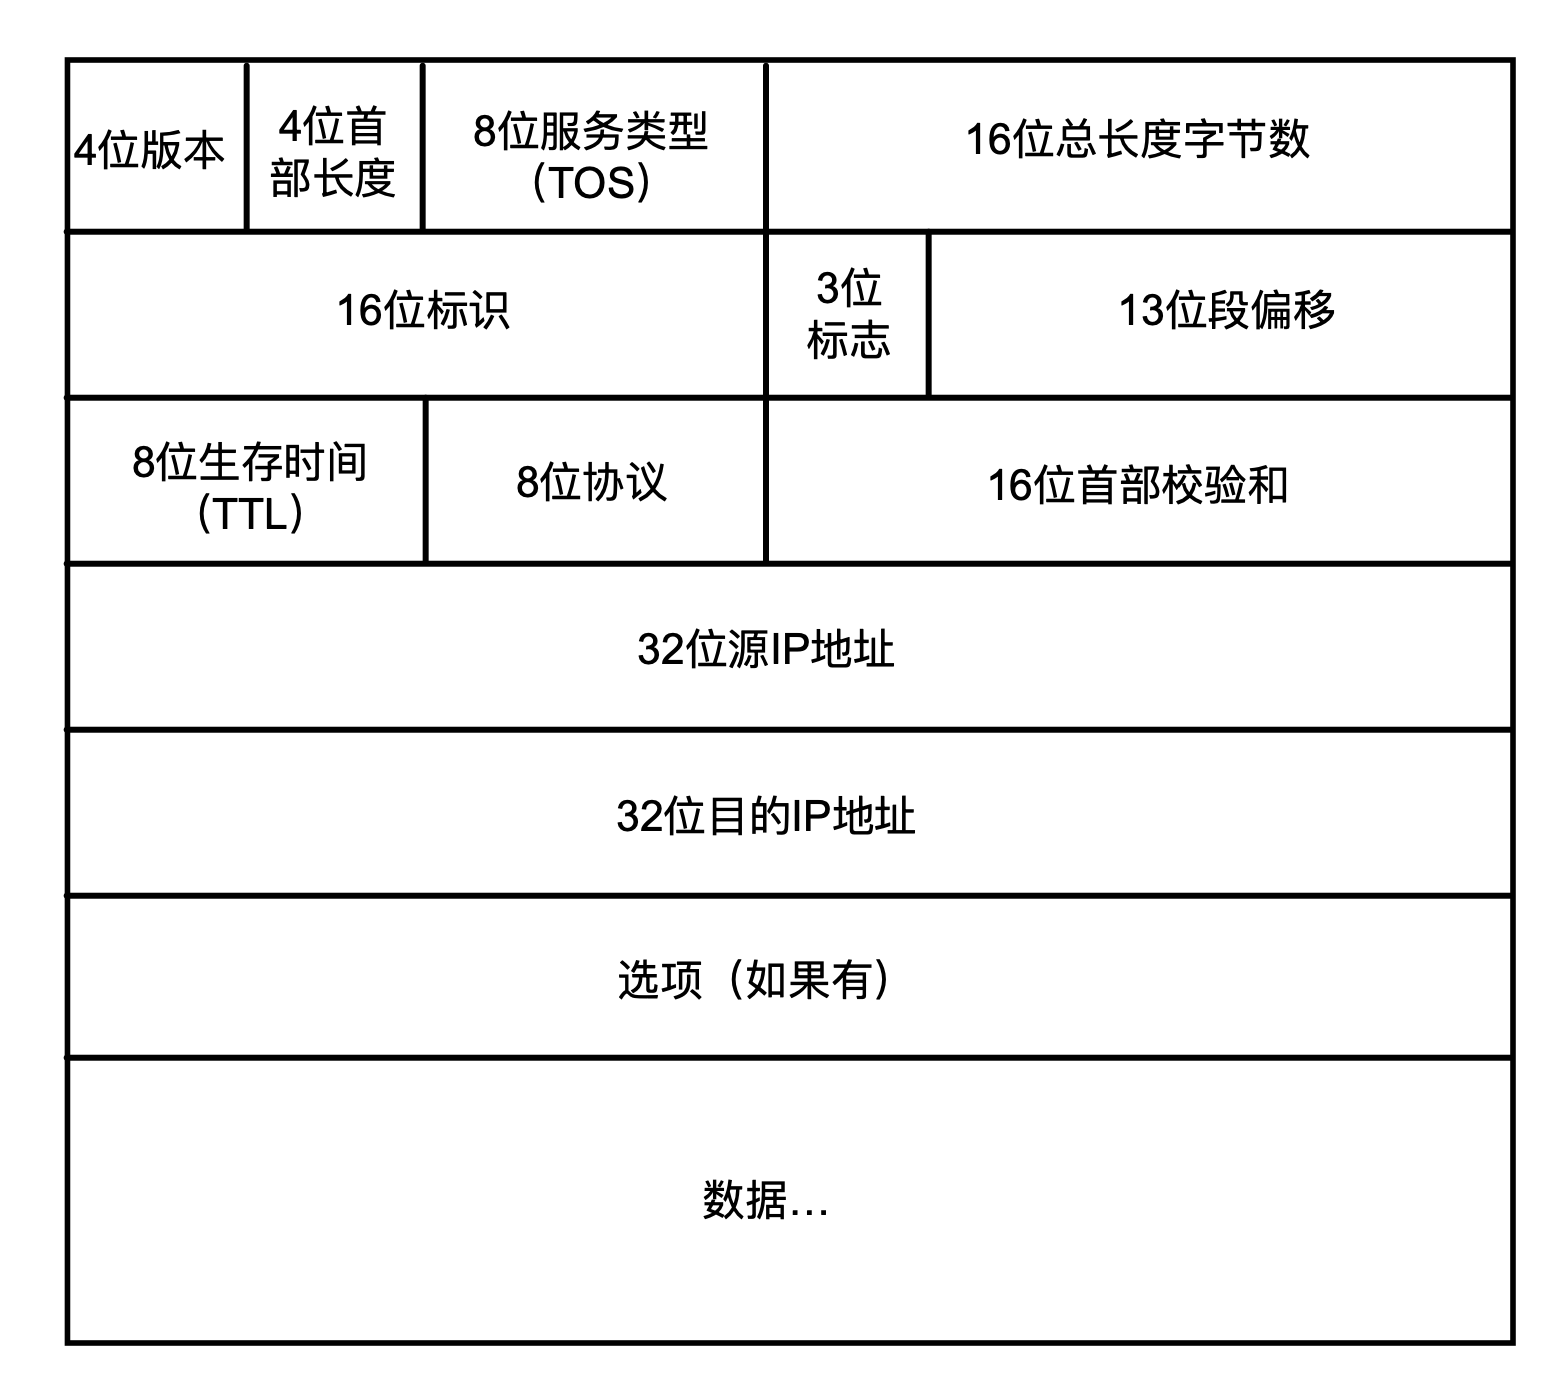 4位版本
4位首
部长度
8位服务类型
(TOS)
16位总长度字节数
16位标识
3位
标志
13位段偏移
8位生存时间
(TTL)
8位协议
16位首部校验和
32位源IP地址
32位目的IP地址
选项（如果有）
数据...